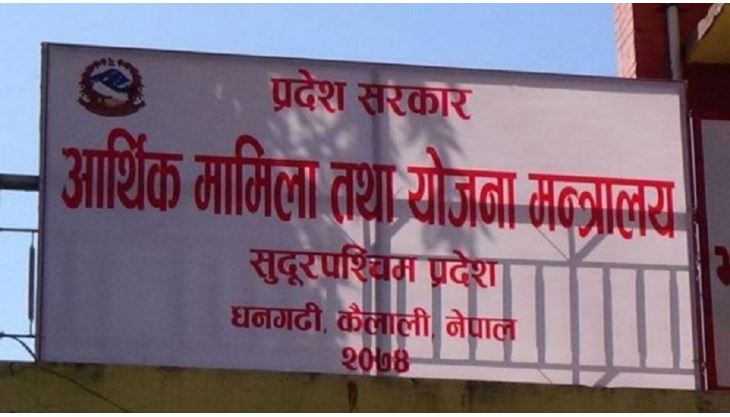 प्रदेश सरकार
आर्थिक मामिला तथा योजना मन्त्रालय
सुदूरपश्चिम प्रदेश
धनगढी, कैलाली, नेपाल
२०७४